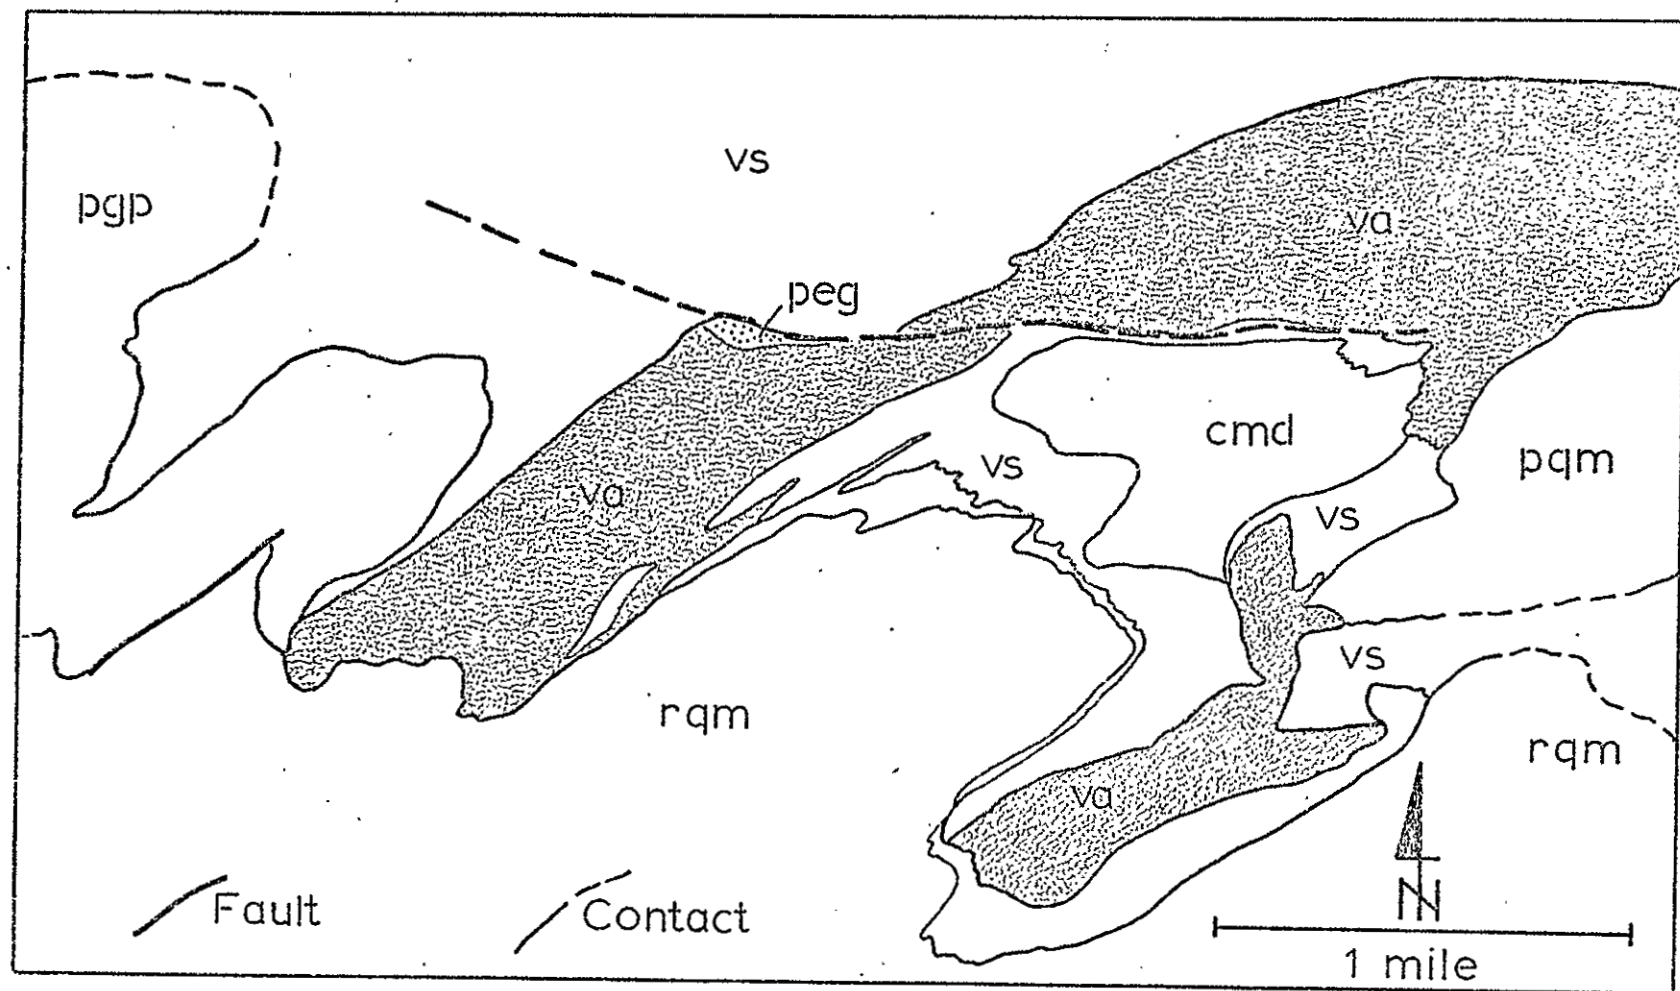 vs
pgp
va
peg
cmd
pqm
vs
va
vs
vs
rqm
rqm
va
Fault
Contact
N
1 mile